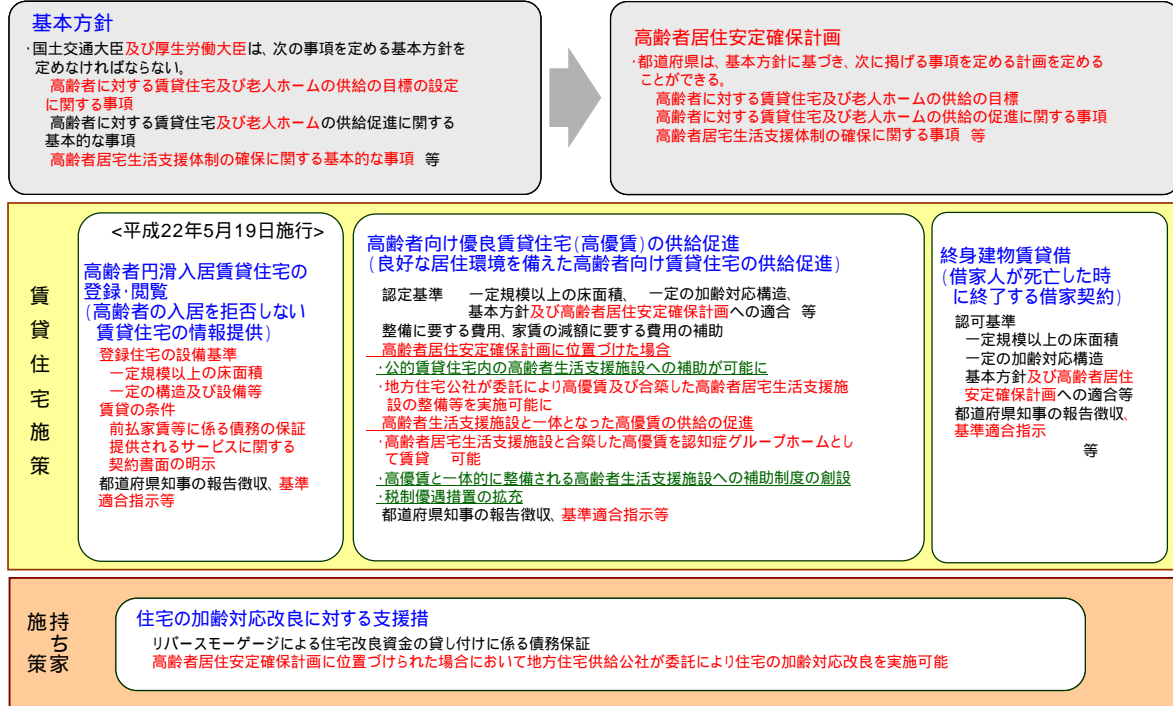 基本方針
・国土交通大臣及び厚生労働大臣は、次の事項を定める基本方針を
定めなければならない。
高齢者に対する賃貸住宅及び老人ホームの供給の目標の設定
に関する事項
高齢者に対する賃貸住宅及び老人ホームの供給促進に関する
基本的な事項
高齢者居宅生活支援体制の確保に関する基本的な事項 等
高齢者居住安定確保計画
・都道府県は、基本方針に基づき、次に掲げる事項を定める計画を定める
ことができる。
高齢者に対する賃貸住宅及び老人ホームの供給の目標
高齢者に対する賃貸住宅及び老人ホームの供給の促進に関する事項
高齢者居宅生活支援体制の確保に関する事項 等
賃貸住宅施策
<平成22年5月19日施行>
高齢者円滑入居賃貸住宅の
登録・閲覧
(高齢者の入居を拒否しない
賃貸住宅の情報提供)
登録住宅の設備基準
一定規模以上の床面積
一定の構造及び設備等
賃貸の条件
前払家賃等に係る債務の保証
提供されるサービスに関する
契約書面の明示
都道府県知事の報告徴収、基準
適合指示等
高齢者向け優良賃貸住宅(高優賃)の供給促進
(良好な居住環境を備えた高齢者向け賃貸住宅の供給促進)
認定基準 一定規模以上の床面積、 一定の加齢対応構造、
基本方針及び高齢者居住安定確保計画への適合 等
整備に要する費用、家賃の減額に要する費用の補助
高齢者居住安定確保計画に位置づけた場合
・公的賃貸住宅内の高齢者生活支援施設への補助が可能に
・地方住宅公社が委託により高優賃及び合築した高齢者居宅生活支援施
設の整備等を実施可能に
高齢者生活支援施設と一体となった高優賃の供給の促進
・高齢者居宅生活支援施設と合築した高優賃を認知症グループホームとし
て賃貸 可能
・高優賃と一体的に整備される高齢者生活支援施設への補助制度の創設
・税制優遇措置の拡充
都道府県知事の報告徴収、基準適合指示等
終身建物賃貸借
(借家人が死亡した時
に終了する借家契約)
認可基準
一定規模以上の床面積
一定の加齢対応構造
基本方針及び高齢者居住
安定確保計画への適合等
都道府県知事の報告徴収、
基準適合指示
等
持ち家施策
住宅の加齢対応改良に対する支援措
リバースモーゲージによる住宅改良資金の貸し付けに係る債務保証
高齢者居住安定確保計画に位置づけられた場合において地方住宅供給公社が委託により住宅の加齢対応改良を実施可能